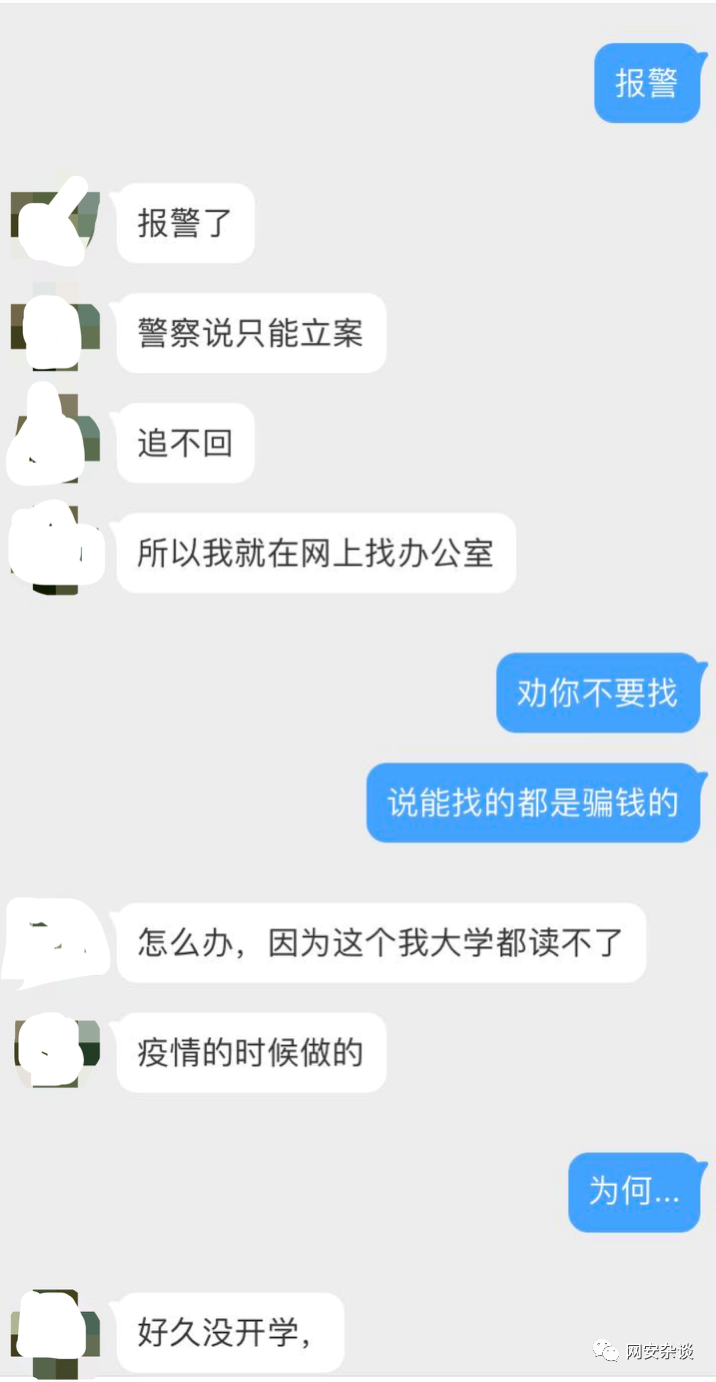 报警
报警了
警察说只能立案
追不回
所以我就在网上找办公室
劝你不要找
说能找的都是骗钱的
怎么办，因为这个我大学都读不了
疫情的时候做的
为何...
好久没开学，
网安杂谈